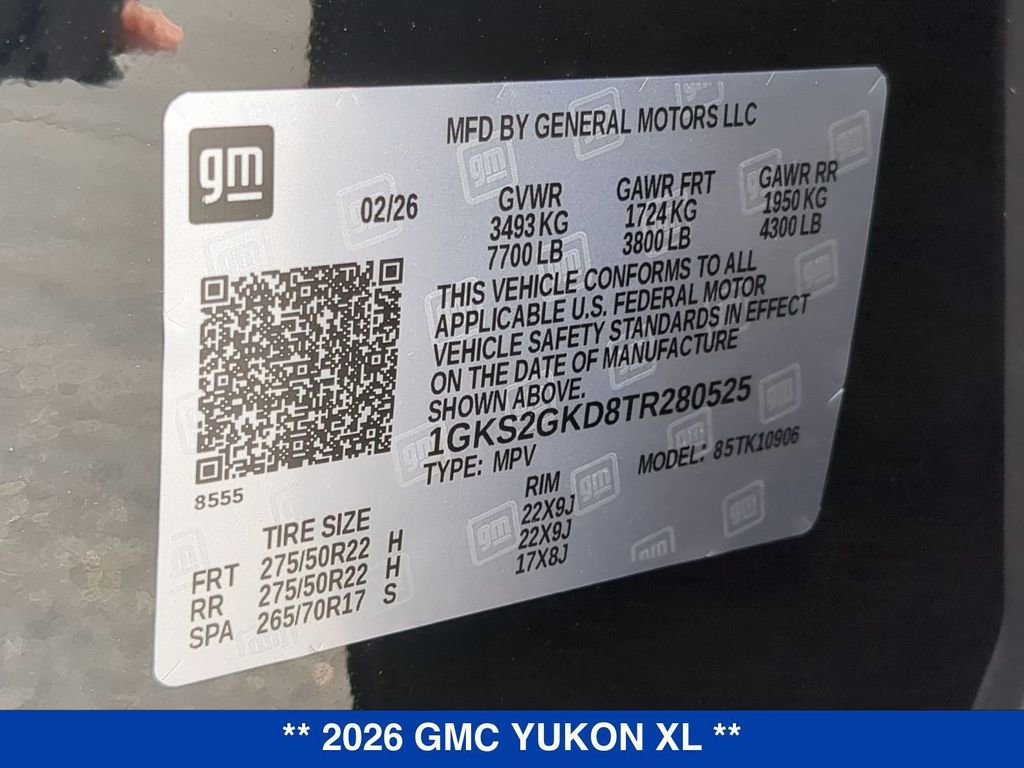 MFD BY GENERAL MOTORS LLC
gm
02/26
GVWR
3493 KG
7700 LB
GAWR FRT
1724 KG
3800 LB
GAWR RR
1950 KG
4300 LB
THIS VEHICLE CONFORMS TO ALL
APPLICABLE U.S. FEDERAL MOTOR
VEHICLE SAFETY STANDARDS IN EFFECT
ON THE DATE OF MANUFACTURE
SHOWN ABOVE.
1GKS2GKD8TR280525
TYPE: MPV MODEL: 85TK10906
8555
TIRE SIZE RIM
FRT 275/50R22 H 22X9J
RR 275/50R22 H 22X9J
SPA 265/70R17 S 17X8J
** 2026 GMC YUKON XL **